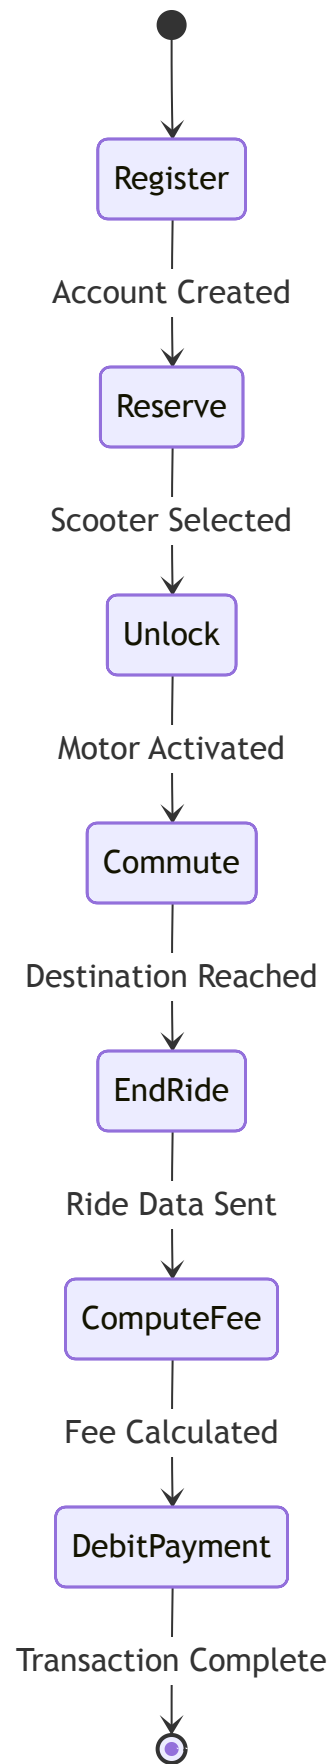 Register
Account Created
Reserve
Scooter Selected
Unlock
Motor Activated
Commute
Destination Reached
EndRide
Ride Data Sent
ComputeFee
Fee Calculated
DebitPayment
Transaction Complete